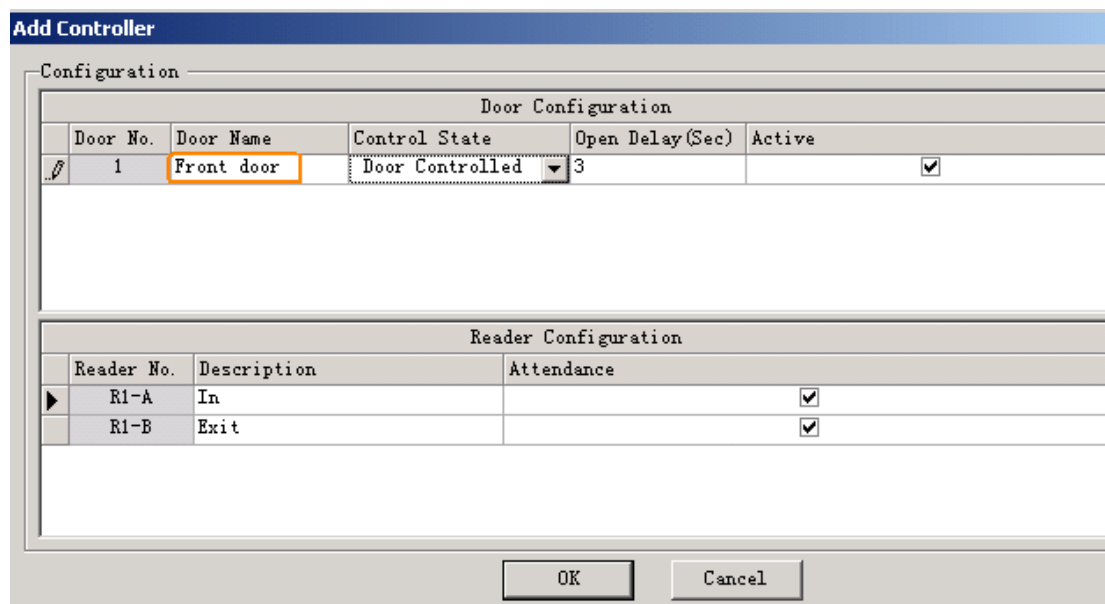 Add Controller
Configuration
Door Configuration
Door No. Door Name Control State Open Delay(Sec) Active
1 Front door Door Controlled 3
Reader Configuration
Reader No. Description Attendance
R1-A In
R1-B Exit
OK Cancel